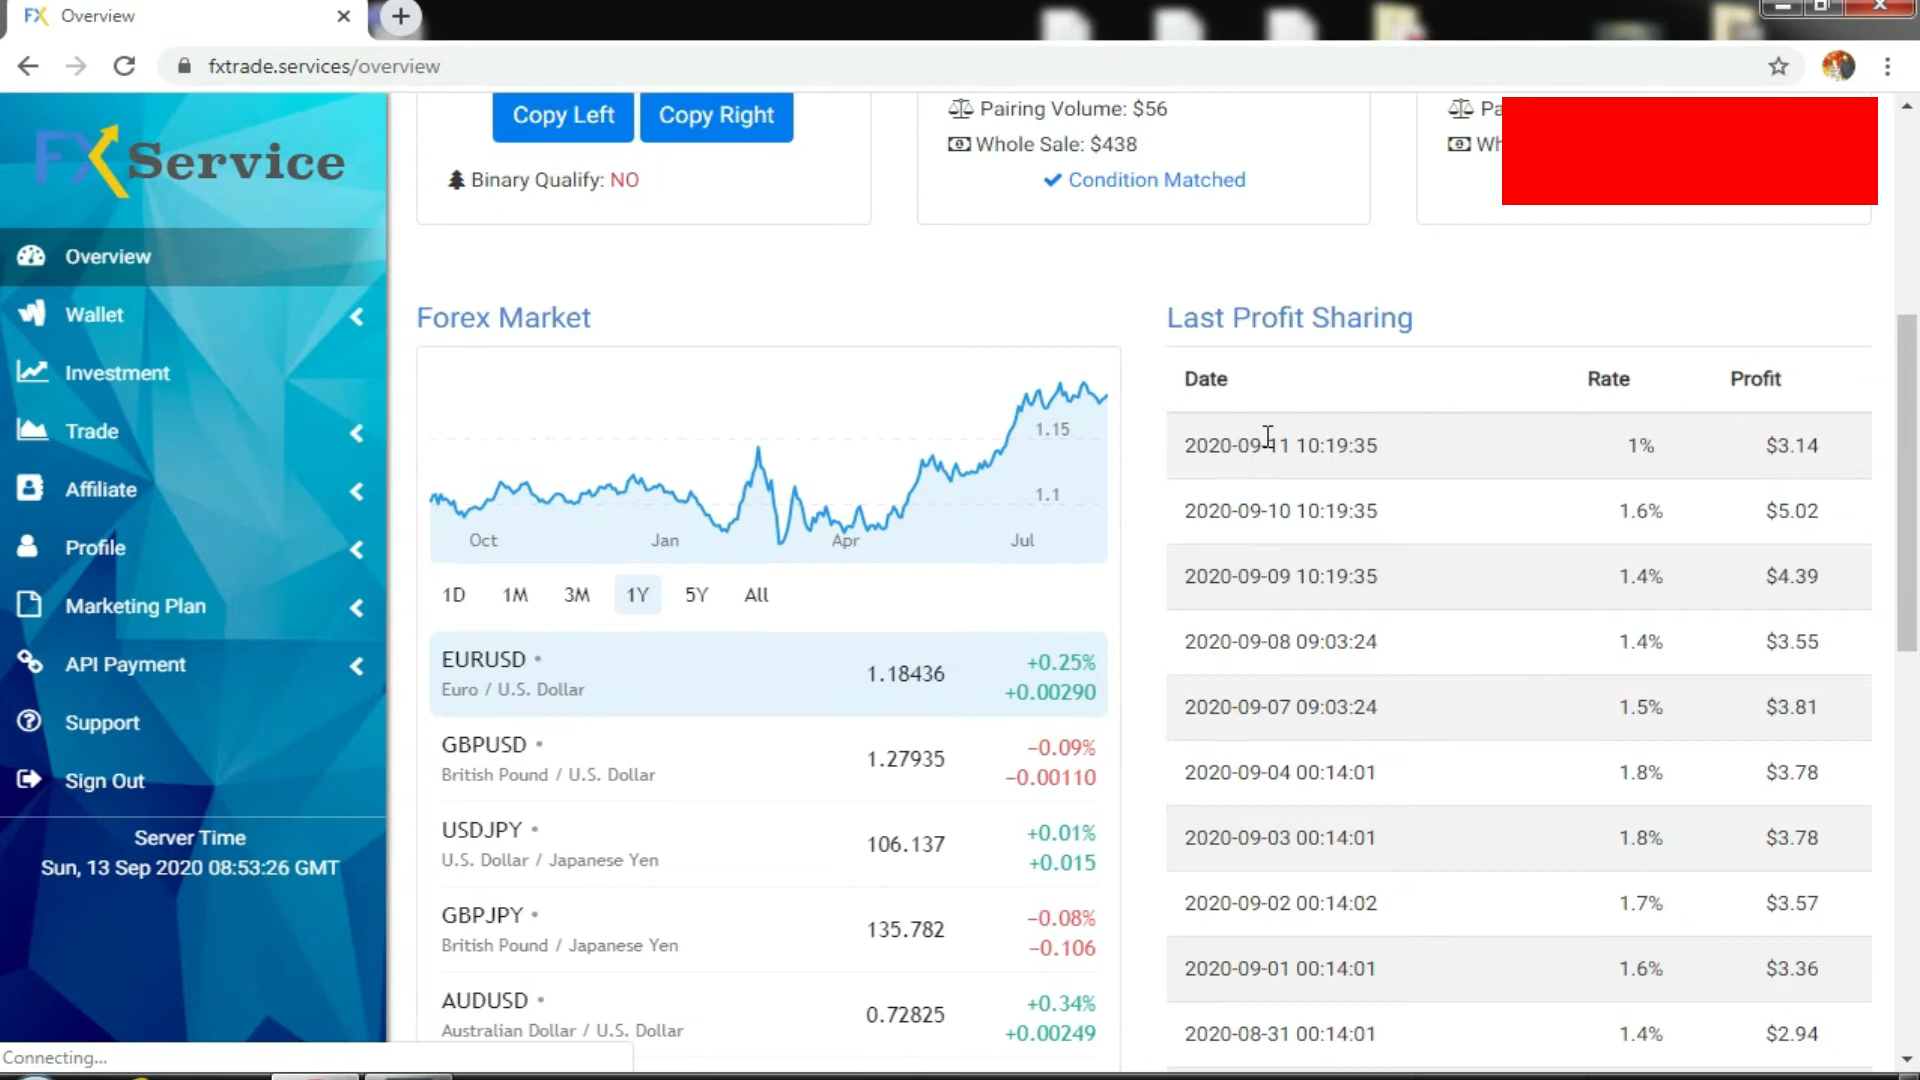 FX Overview
fxtrade.services/overview
FX Service
Overview
Wallet
Investment
Trade
Affiliate
Profile
Marketing Plan
API Payment
Support
Sign Out
Server Time
Sun, 13 Sep 2020 08:53:26 GMT
Connecting...
Copy Left Copy Right
Binary Qualify: NO
Pairing Volume: $56
Whole Sale: $438
Condition Matched
Pa
Wh
Forex Market
1.15
1.1
Oct Jan Apr Jul
1D 1M 3M 1Y 5Y All
EURUSD 1.18436 +0.25%
Euro / U.S. Dollar +0.00290
GBPUSD 1.27935 −0.09%
British Pound / U.S. Dollar −0.00110
USDJPY 106.137 +0.01%
U.S. Dollar / Japanese Yen +0.015
GBPJPY 135.782 −0.08%
British Pound / Japanese Yen −0.106
AUDUSD 0.72825 +0.34%
Australian Dollar / U.S. Dollar +0.00249
Last Profit Sharing
Date Rate Profit
2020-09-11 10:19:35 1% $3.14
2020-09-10 10:19:35 1.6% $5.02
2020-09-09 10:19:35 1.4% $4.39
2020-09-08 09:03:24 1.4% $3.55
2020-09-07 09:03:24 1.5% $3.81
2020-09-04 00:14:01 1.8% $3.78
2020-09-03 00:14:01 1.8% $3.78
2020-09-02 00:14:02 1.7% $3.57
2020-09-01 00:14:01 1.6% $3.36
2020-08-31 00:14:01 1.4% $2.94